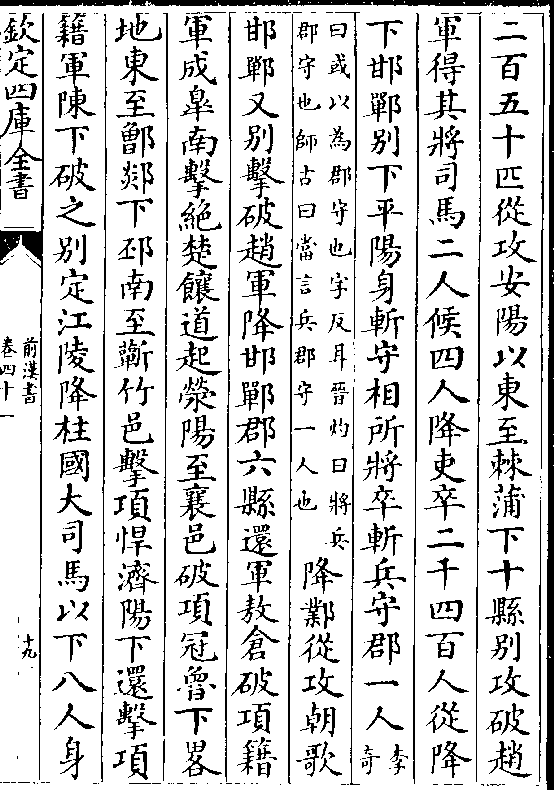 二百五十匹從攻安陽以東至棘蒲下十縣别攻破趙
軍得其將司馬二人候四人降吏卒二千四百人從降
下邯鄲别下平陽身斬守相所將卒斬兵守郡一人李奇
曰或以為郡守也字反耳晉灼曰將兵
郡守也師古曰當言兵郡守一人也
降鄴從攻朝歌
邯鄲又别擊破趙軍降邯鄲郡六縣還軍敖倉破項籍
軍成臯南擊絶楚饟道起滎陽至襄邑破項冠魯下畧
地東至鄫郯下邳南至蘄竹邑擊項悍濟陽下還擊項
籍軍陳下破之别定江陵降柱國大司馬以下八人身
欽定四庫全書
前漢書
卷四十一
十九